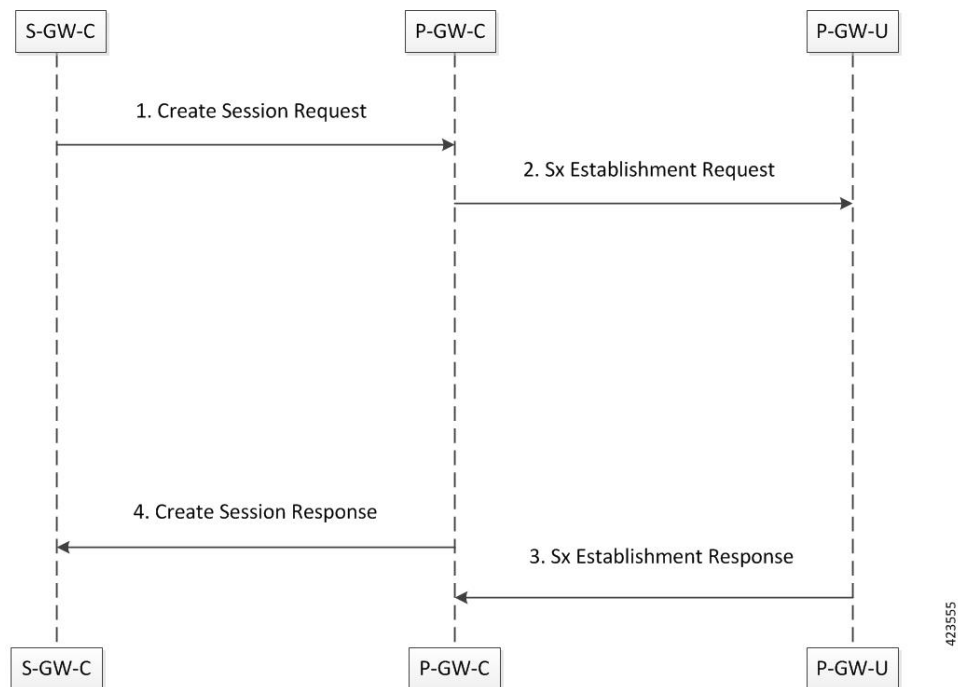 S-GW-C
P-GW-C
P-GW-U
1. Create Session Request
2. Sx Establishment Request
4. Create Session Response
3. Sx Establishment Response
423555
S-GW-C
P-GW-C
P-GW-U